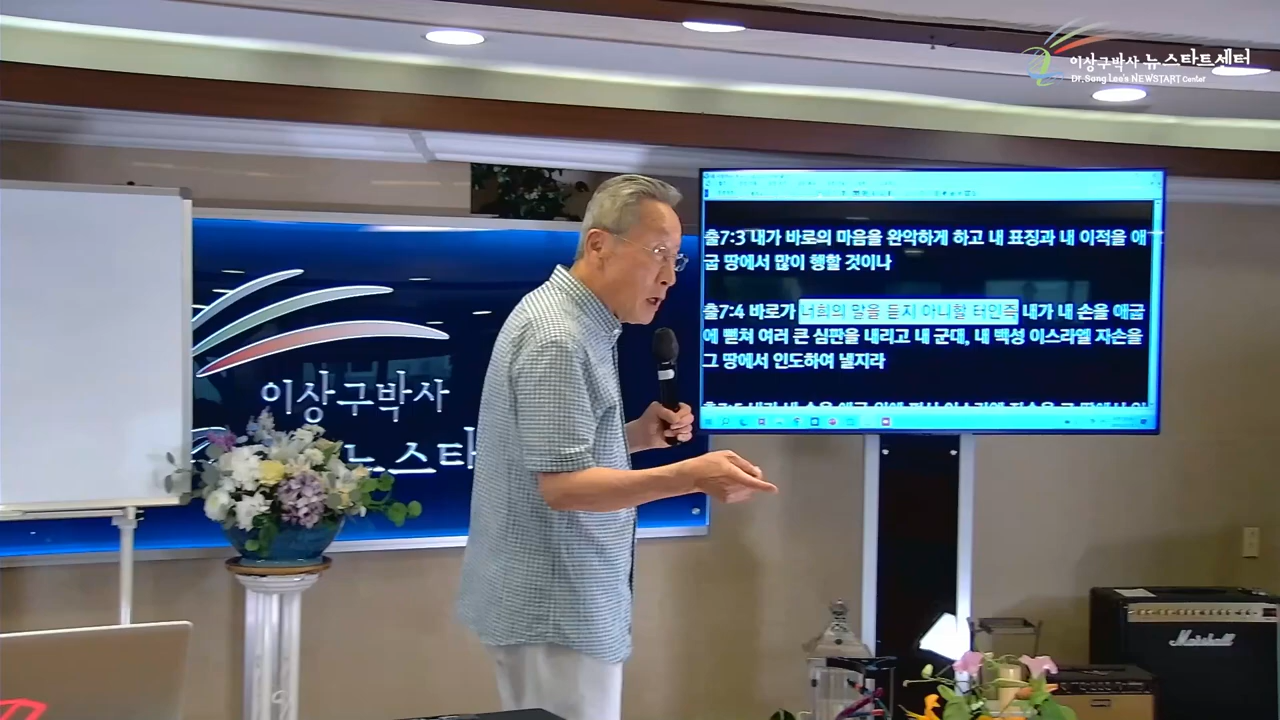 이상구박사 뉴스타트센터
Dr. Sang Lee's NEWSTART Center
출7:3 내가 바로의 마음을 완악하게 하고 내 표징과 내 이적을 애
굽 땅에서 많이 행할 것이나
출7:4 바로가 너희의 말을 듣지 아니할 터인즉 내가 내 손을 애굽
에 뻗쳐 여러 큰 심판을 내리고 내 군대, 내 백성 이스라엘 자손을
그 땅에서 인도하여 낼지라
이상구박사
뉴스타
Marshall